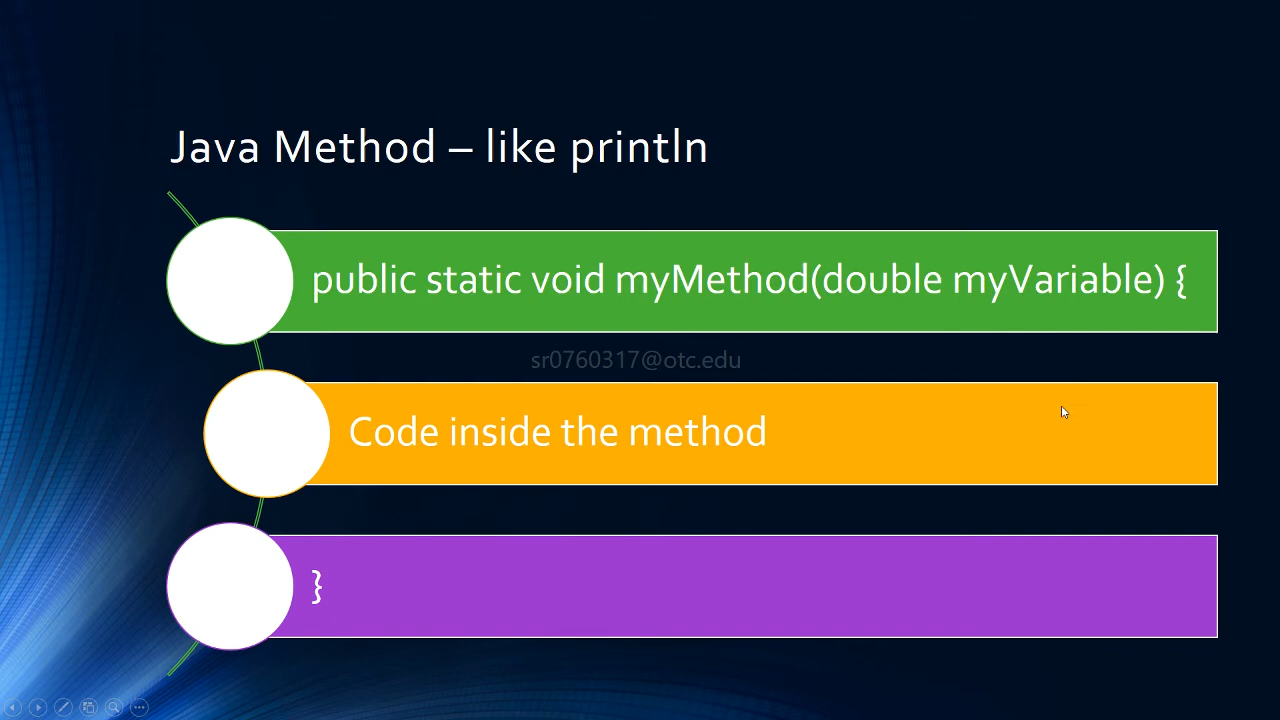 Java Method – like println
public static void myMethod(double myVariable) {
sr0760317@otc.edu
Code inside the method
}